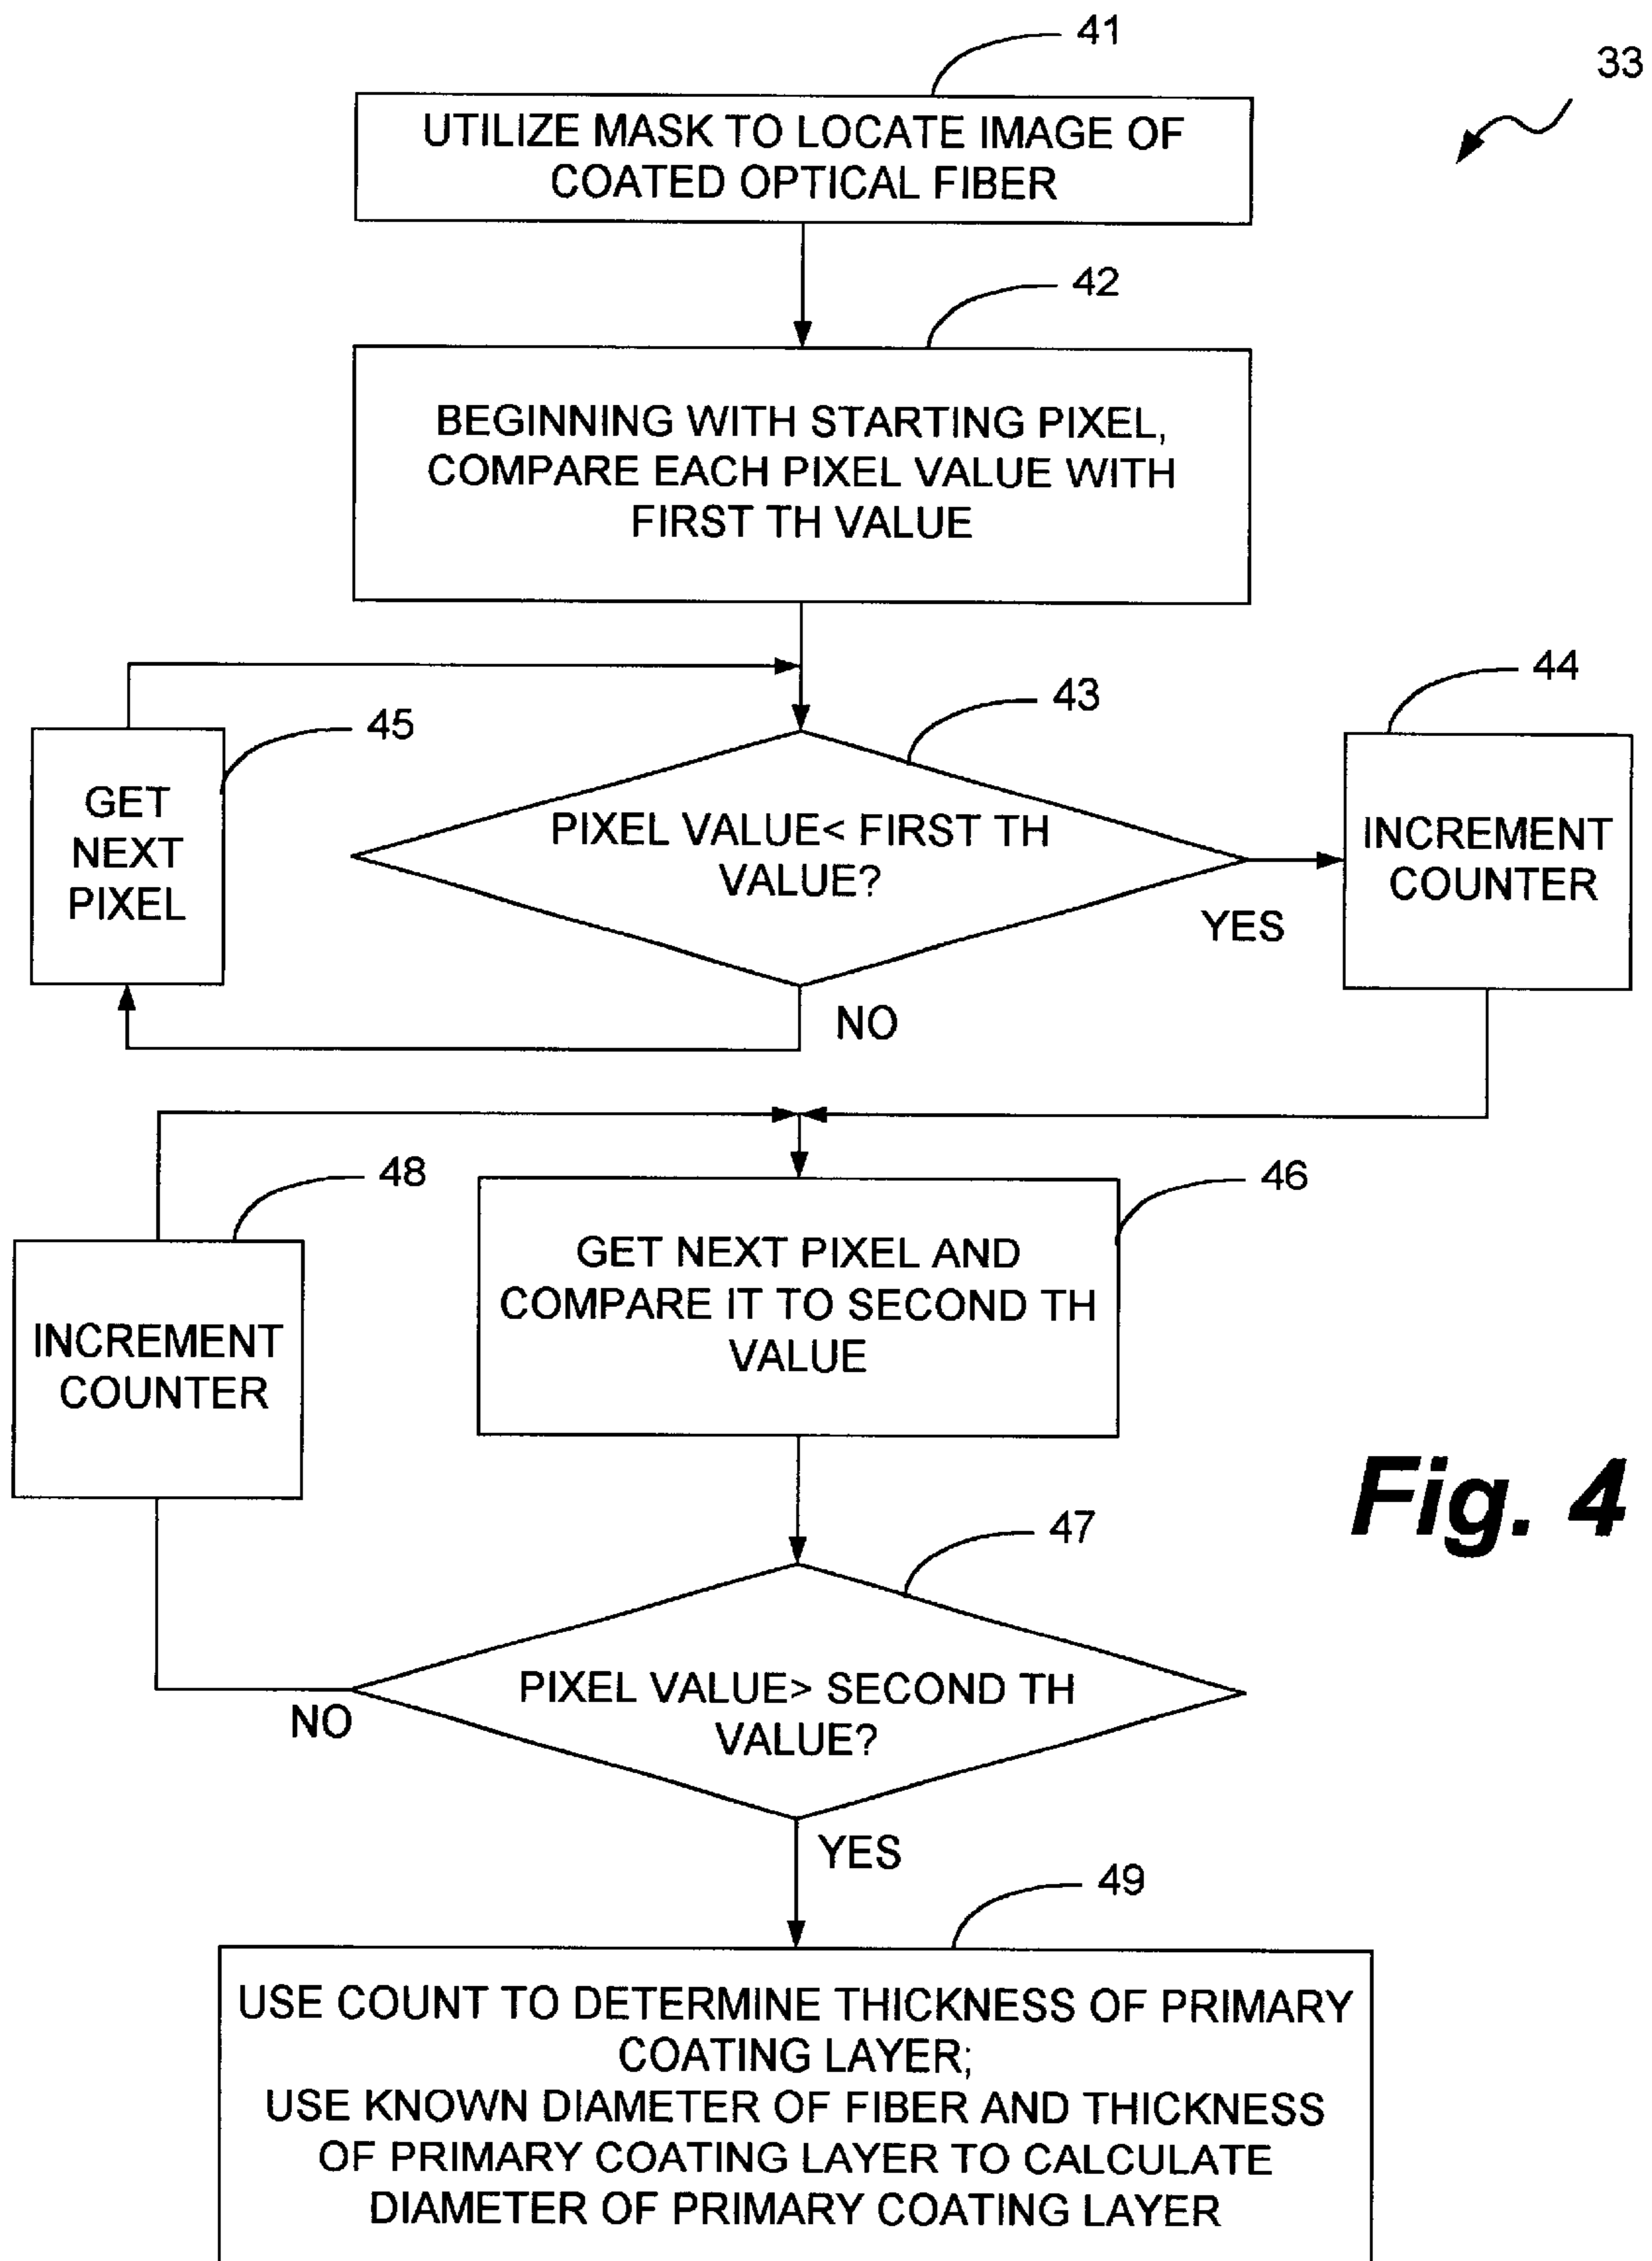 41
33
UTILIZE MASK TO LOCATE IMAGE OF
COATED OPTICAL FIBER
42
BEGINNING WITH STARTING PIXEL,
COMPARE EACH PIXEL VALUE WITH
FIRST TH VALUE
43
44
45
GET
NEXT
PIXEL
PIXEL VALUE< FIRST TH
VALUE?
INCREMENT
COUNTER
YES
NO
48
46
INCREMENT
COUNTER
GET NEXT PIXEL AND
COMPARE IT TO SECOND TH
VALUE
Fig. 4
47
PIXEL VALUE> SECOND TH
VALUE?
NO
YES
49
USE COUNT TO DETERMINE THICKNESS OF PRIMARY
COATING LAYER;
USE KNOWN DIAMETER OF FIBER AND THICKNESS
OF PRIMARY COATING LAYER TO CALCULATE
DIAMETER OF PRIMARY COATING LAYER